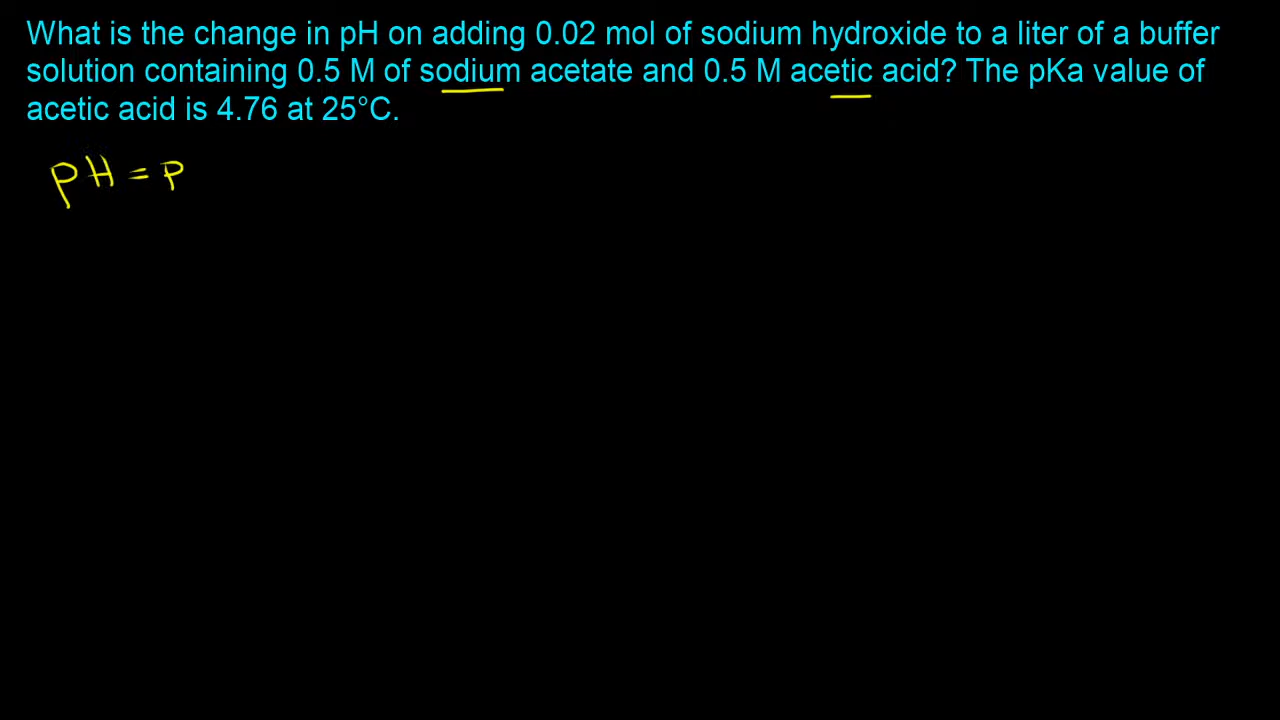 What is the change in pH on adding 0.02 mol of sodium hydroxide to a liter of a buffer
solution containing 0.5 M of sodium acetate and 0.5 M acetic acid? The pKa value of
acetic acid is 4.76 at 25°C.
pH = p